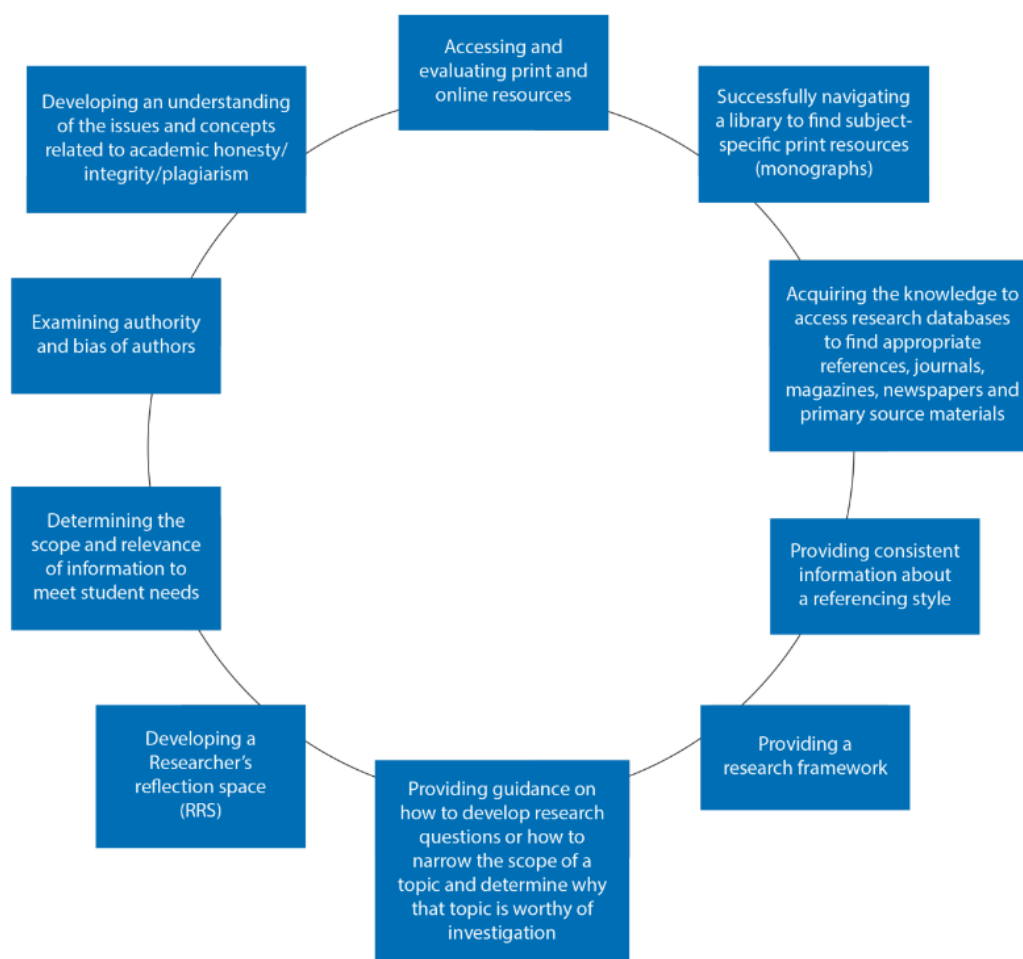 Accessing and
evaluating print and
online resources
Successfully navigating
a library to find subject-
specific print resources
(monographs)
Acquiring the knowledge to
access research databases
to find appropriate
references, journals,
magazines, newspapers and
primary source materials
Providing consistent
information about
a referencing style
Providing a
research framework
Providing guidance on
how to develop research
questions or how to
narrow the scope of a
topic and determine why
that topic is worthy of
investigation
Developing a
Researcher's
reflection space
(RRS)
Determining the
scope and relevance
of information to
meet student needs
Examining authority
and bias of authors
Developing an understanding
of the issues and concepts
related to academic honesty/
integrity/plagiarism